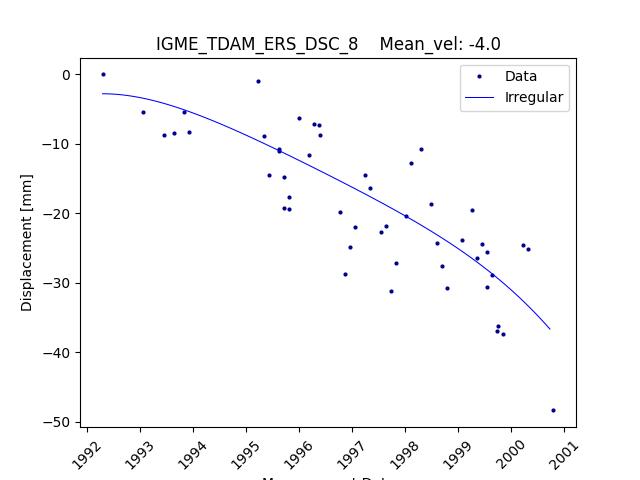 IGME_TDAM_ERS_DSC_8    Mean_vel: -4.0
Data
Irregular
Displacement [mm]
0
−10
−20
−30
−40
−50
1992 1993 1994 1995 1996 1997 1998 1999 2000 2001